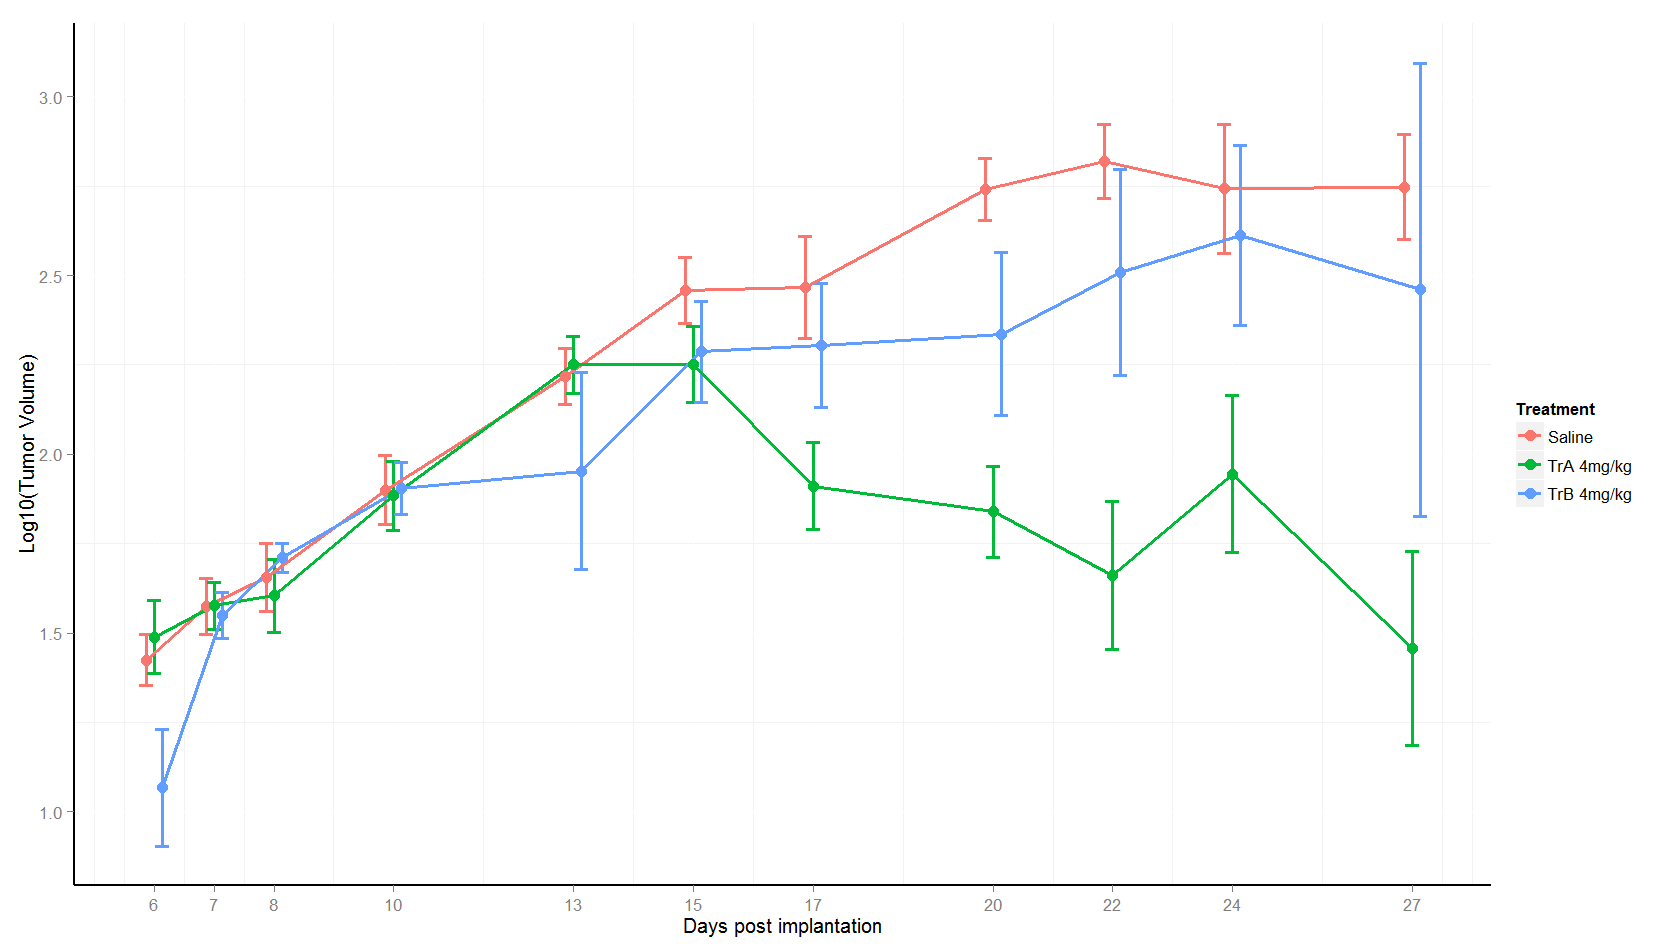 3.0
2.5
2.0
1.5
1.0
Log10(Tumor Volume)
6 7 8 10 13 15 17 20 22 24 27
Days post implantation
Treatment
Saline
TrA 4mg/kg
TrB 4mg/kg